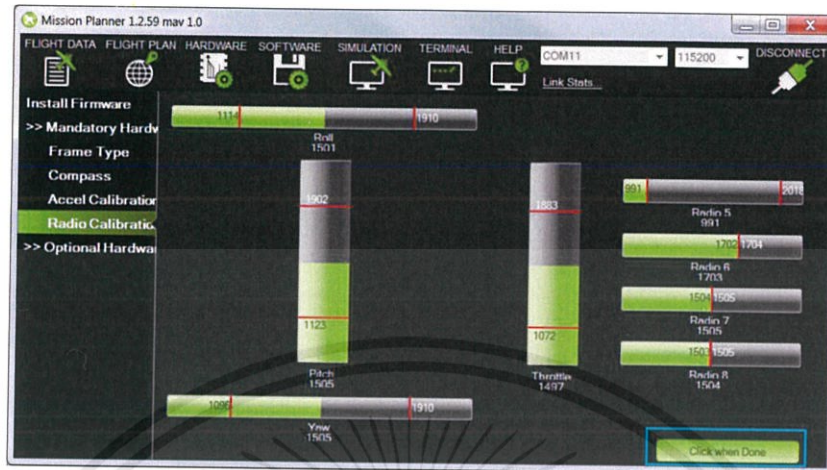 Mission Planner 1.2.59 mav 1.0
FLIGHT DATA FLIGHT PLAN HARDWARE SOFTWARE SIMULATION TERMINAL HELP
COM11 115200 DISCONNECT
Link Stats...
Install Firmware
>> Mandatory Hardw
Frame Type
Compass
Accel Calibration
Radio Calibratic
>> Optional Hardwa
1114 1910
Roll
1501
1902
1123
Pitch
1505
1883
1072
Throttle
1497
991 2018
Radio 5
991
1702 1704
Radio 6
1703
1504 1505
Radio 7
1505
1503 1505
Radio 8
1504
1096 1910
Yaw
1505
Click when Done